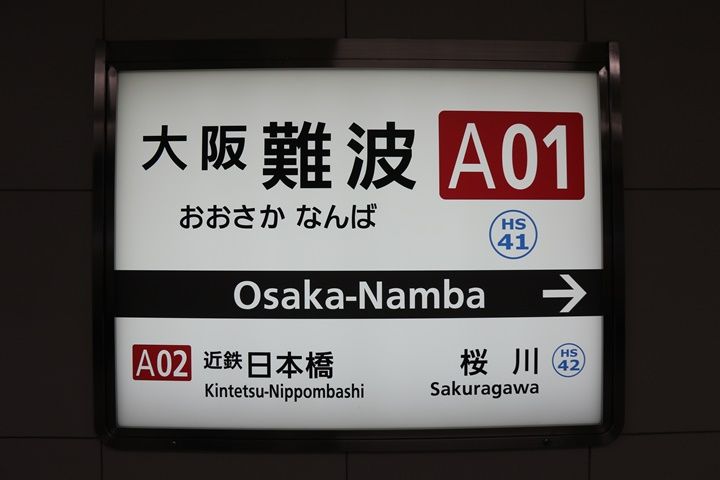 大阪 難波 A01
おおさか なんば
HS
41
Osaka-Namba →
A02 近鉄日本橋
Kintetsu-Nippombashi
桜川 HS
42
Sakuragawa